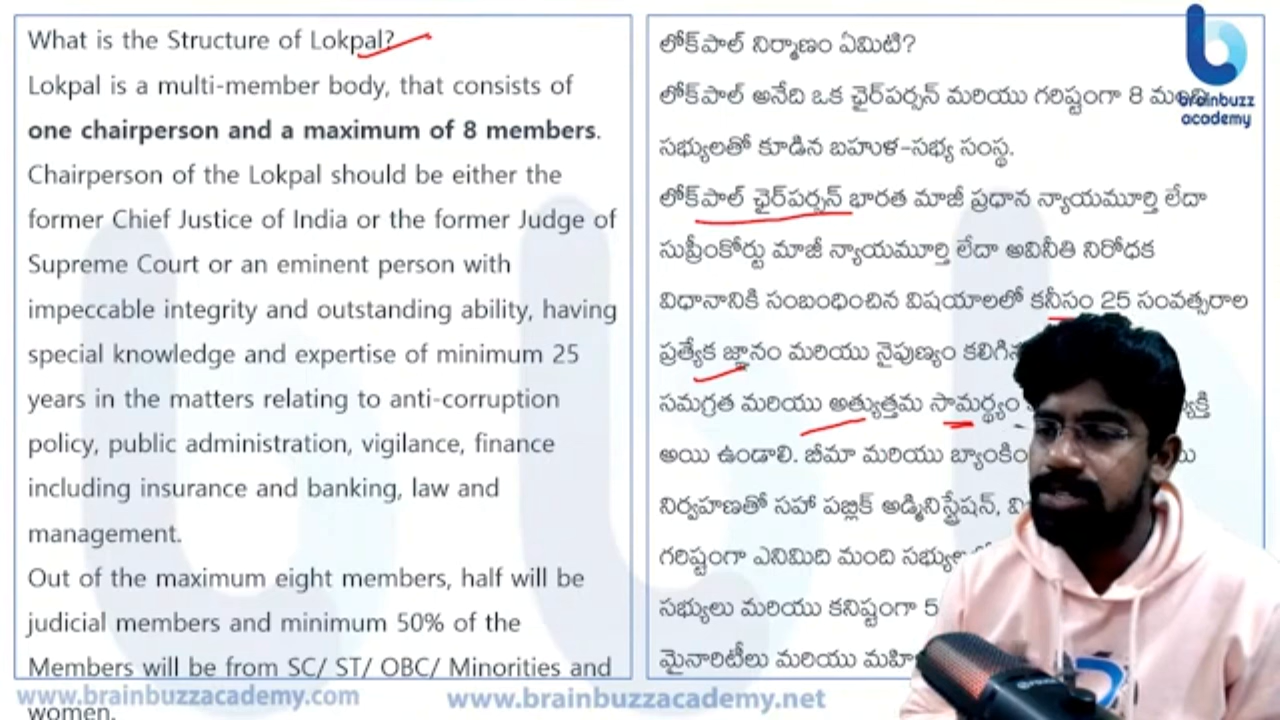 What is the Structure of Lokpal?
Lokpal is a multi-member body, that consists of
one chairperson and a maximum of 8 members.
Chairperson of the Lokpal should be either the
former Chief Justice of India or the former Judge of
Supreme Court or an eminent person with
impeccable integrity and outstanding ability, having
special knowledge and expertise of minimum 25
years in the matters relating to anti-corruption
policy, public administration, vigilance, finance
including insurance and banking, law and
management.
Out of the maximum eight members, half will be
judicial members and minimum 50% of the
Members will be from SC/ ST/ OBC/ Minorities and
women.
లోక్‌పాల్ నిర్మాణం ఏమిటి?
లోక్‌పాల్ అనేది ఒక ఛైర్‌పర్సన్ మరియు గరిష్టంగా 8
సభ్యులతో కూడిన బహుళ-సభ్య సంస్థ.
లోక్‌పాల్ ఛైర్‌పర్సన్ భారత మాజీ ప్రధాన న్యాయమూర్తి లేదా
సుప్రీంకోర్టు మాజీ న్యాయమూర్తి లేదా అవినీతి నిరోధక
విధానానికి సంబంధించిన విషయాలలో కనీసం 25 సంవత్సరాల
ప్రత్యేక జ్ఞానం మరియు నైపుణ్యం
సమగ్రత మరియు అత్యుత్తమ సామర్థ్యం
అయి ఉండాలి. బీమా మరియు
నిర్వహణతో సహా పబ్లిక్ అడ్మినిస్ట్రేషన్,
గరిష్టంగా ఎనిమిది మంది
సభ్యులు మరియు కనిష్టంగా 5
మైనారిటీలు మరియు
brainbuzz
academy
www.brainbuzzacademy.com
www.brainbuzzacademy.net